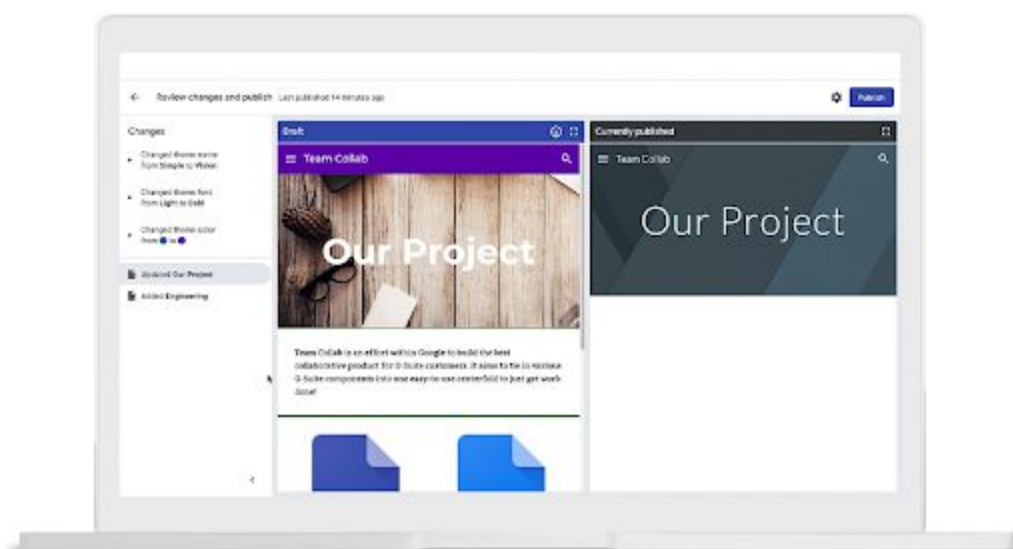 Review changes and publish Last published 14 minutes ago
Publish
Changes
Changed theme name
from Simple to Vision
Changed theme font
from Light to Bold
Changed theme color
from to
Updated Our Project
Added Engineering
Draft
Team Collab
Our Project
Team Collab is an effort within Google to build the best
collaborative product for G Suite customers. It aims to tie in various
G Suite components into one easy-to-use centerfold to just get work
done!
Currently published
Team Collab
Our Project